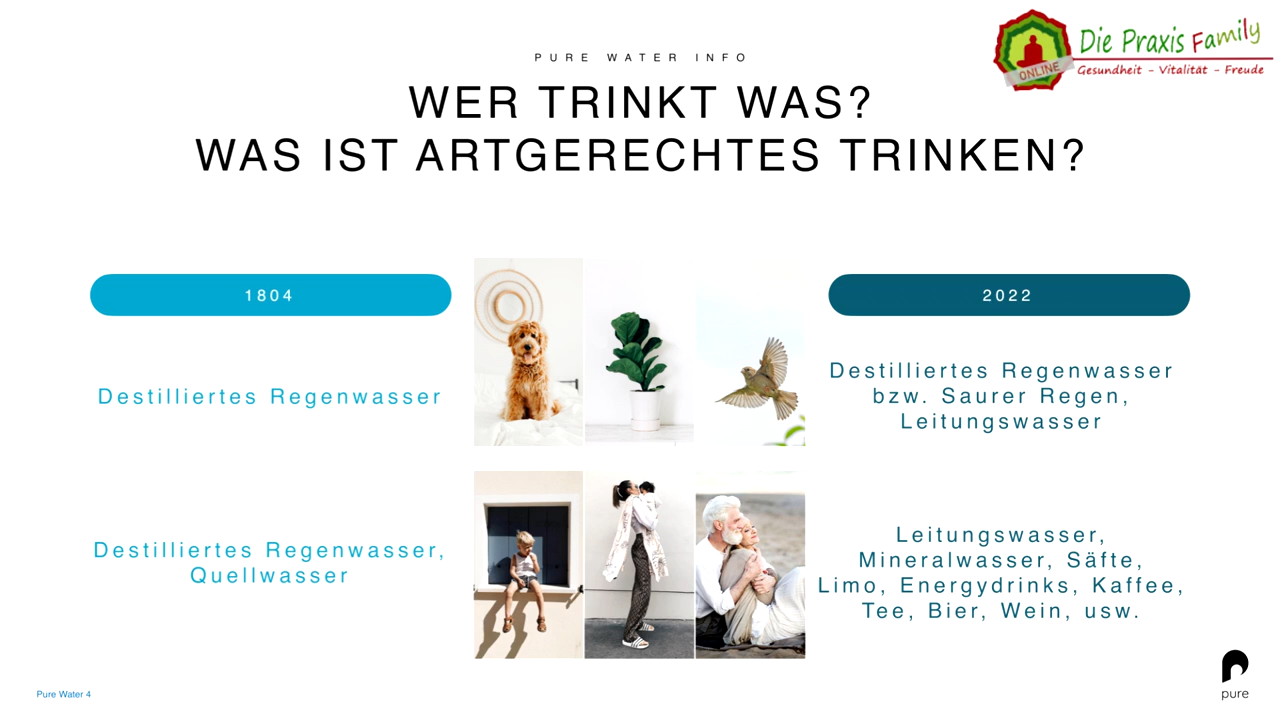 PURE WATER INFO
WER TRINKT WAS?
WAS IST ARTGERECHTES TRINKEN?
Die Praxis Family
Gesundheit - Vitalität - Freude
ONLINE
1804
2022
Destilliertes Regenwasser
Destilliertes Regenwasser
bzw. Saurer Regen,
Leitungswasser
Destilliertes Regenwasser,
Quellwasser
Leitungswasser,
Mineralwasser, Säfte,
Limo, Energydrinks, Kaffee,
Tee, Bier, Wein, usw.
Pure Water 4
pure